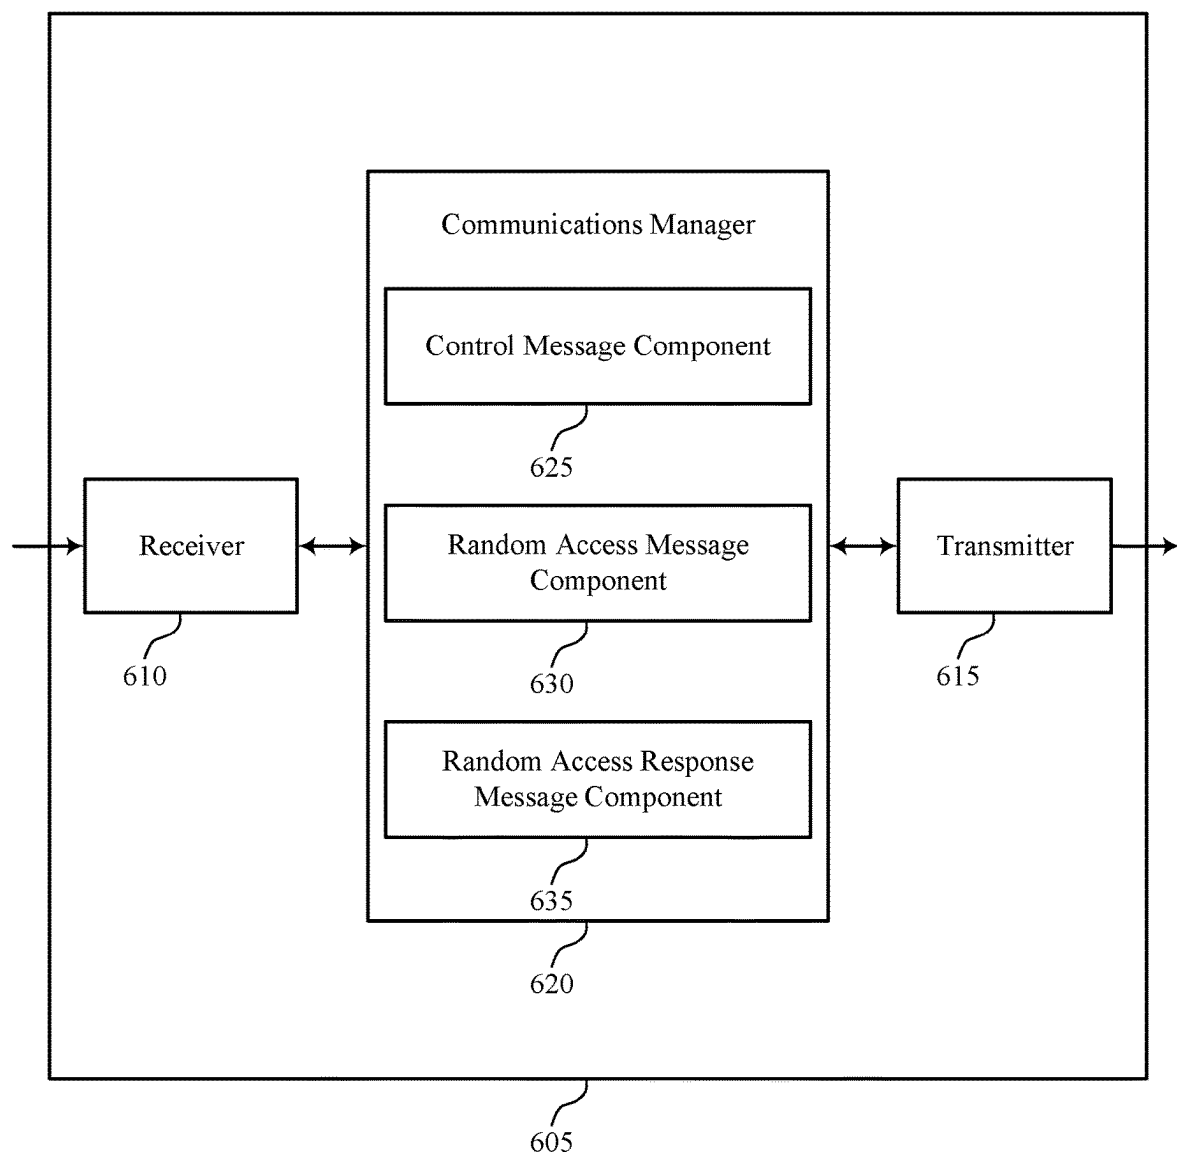 Communications Manager
Control Message Component
625
Receiver
610
Random Access Message
Component
630
Transmitter
615
Random Access Response
Message Component
635
620
605